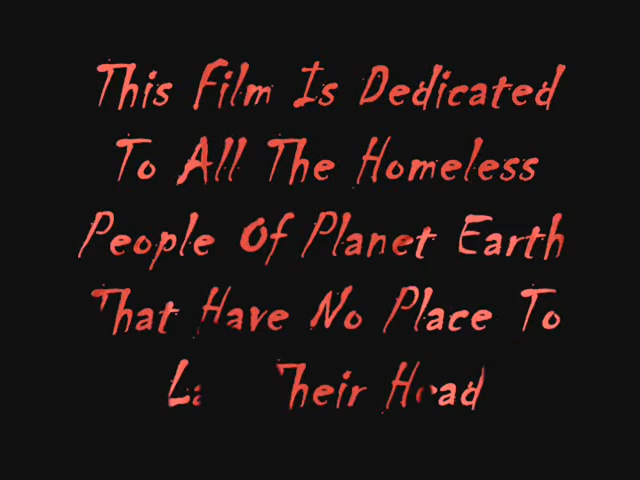 This Film Is Dedicated
To All The Homeless
People Of Planet Earth
That Have No Place To
Their Head